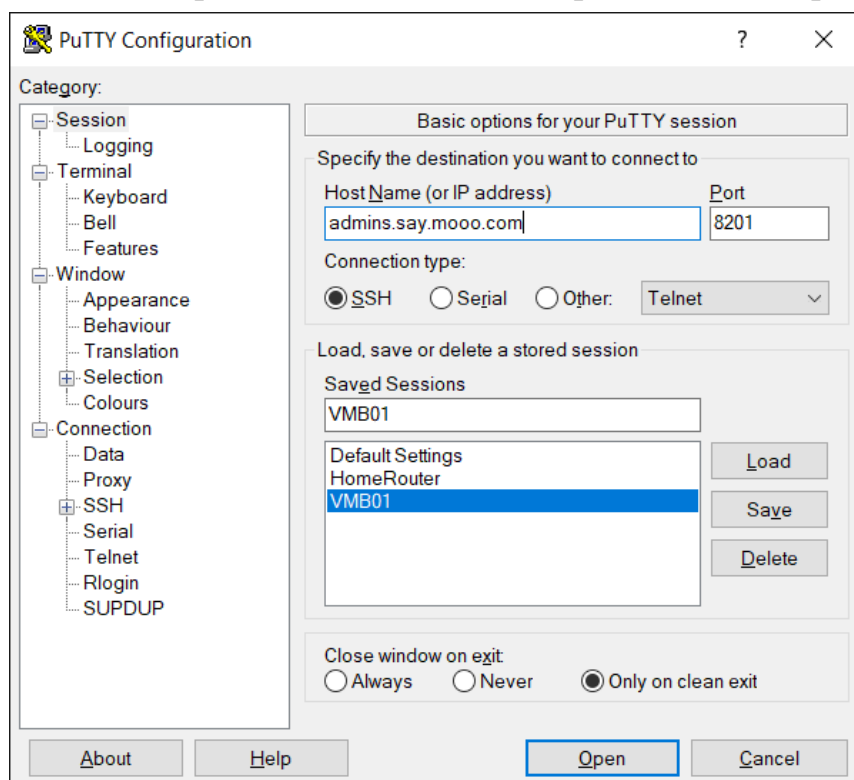 PuTTY Configuration ?
Category:
Session
Logging
Terminal
Keyboard
Bell
Features
Window
Appearance
Behaviour
Translation
Selection
Colours
Connection
Data
Proxy
SSH
Serial
Telnet
Rlogin
SUPDUP
Basic options for your PuTTY session
Specify the destination you want to connect to
Host Name (or IP address) Port
admins.say.mooo.com 8201
Connection type:
SSH Serial Other: Telnet
Load, save or delete a stored session
Saved Sessions
VMB01
Default Settings
HomeRouter
VMB01
Load
Save
Delete
Close window on exit:
Always Never Only on clean exit
About Help Open Cancel